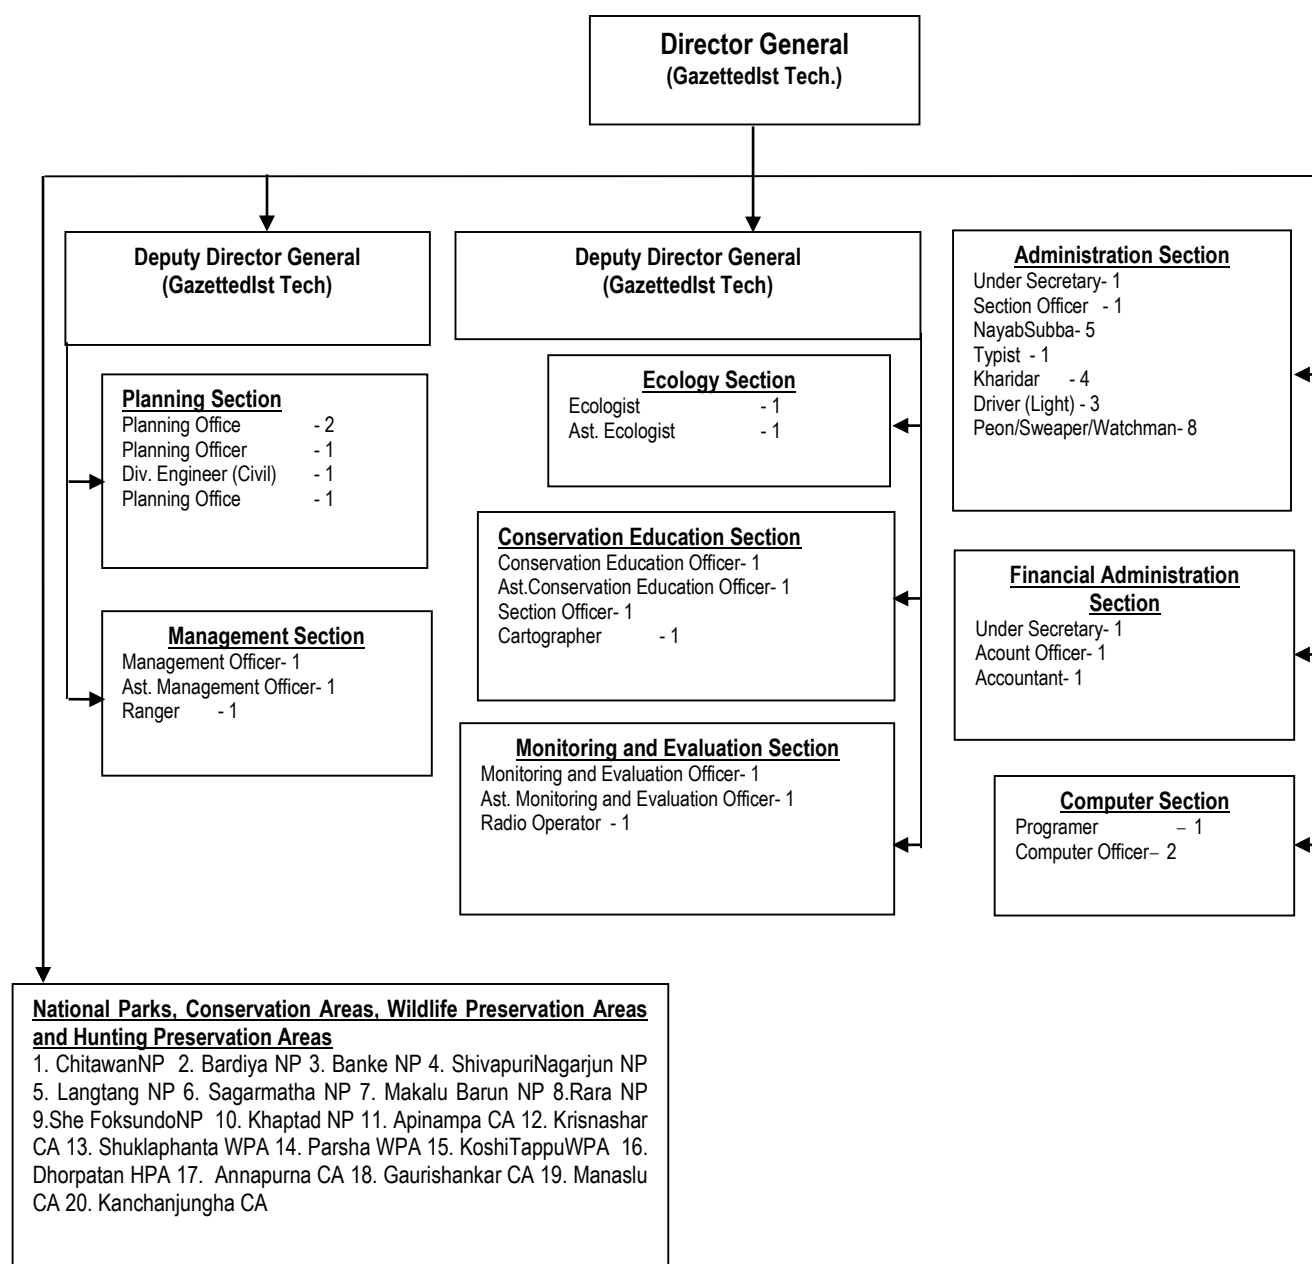 Director General
(GazettedIst Tech.)
Deputy Director General
(GazettedIst Tech)
Planning Section
Planning Office - 2
Planning Officer - 1
Div. Engineer (Civil) - 1
Planning Office - 1
Management Section
Management Officer- 1
Ast. Management Officer- 1
Ranger - 1
Deputy Director General
(GazettedIst Tech)
Ecology Section
Ecologist - 1
Ast. Ecologist - 1
Conservation Education Section
Conservation Education Officer- 1
Ast.Conservation Education Officer- 1
Section Officer- 1
Cartographer - 1
Monitoring and Evaluation Section
Monitoring and Evaluation Officer- 1
Ast. Monitoring and Evaluation Officer- 1
Radio Operator - 1
Administration Section
Under Secretary- 1
Section Officer - 1
NayabSubba- 5
Typist - 1
Kharidar - 4
Driver (Light) - 3
Peon/Sweaper/Watchman- 8
Financial Administration
Section
Under Secretary- 1
Acount Officer- 1
Accountant- 1
Computer Section
Programer – 1
Computer Officer– 2
National Parks, Conservation Areas, Wildlife Preservation Areas
and Hunting Preservation Areas
1. ChitawanNP 2. Bardiya NP 3. Banke NP 4. ShivapuriNagarjun NP
5. Langtang NP 6. Sagarmatha NP 7. Makalu Barun NP 8.Rara NP
9.She FoksundoNP 10. Khaptad NP 11. Apinampa CA 12. Krisnashar
CA 13. Shuklaphanta WPA 14. Parsha WPA 15. KoshiTappuWPA 16.
Dhorpatan HPA 17. Annapurna CA 18. Gaurishankar CA 19. Manaslu
CA 20. Kanchanjungha CA